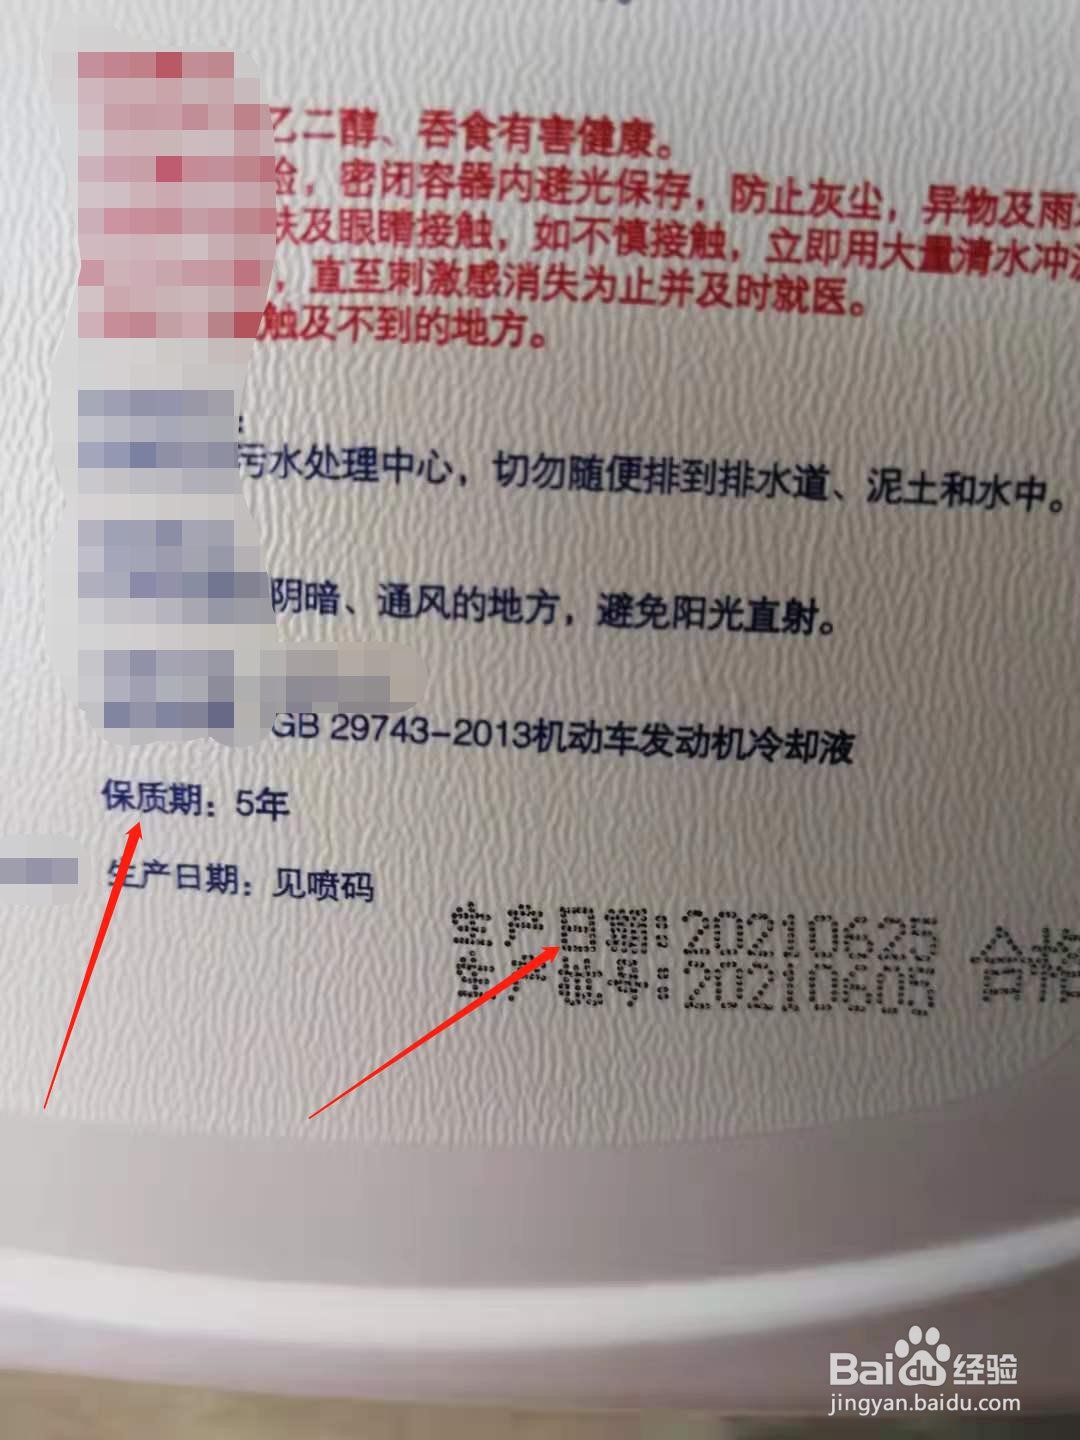 乙二醇、吞食有害健康。
险，密闭容器内避光保存，防止灰尘，异物及雨
肤及眼睛接触，如不慎接触，立即用大量清水冲
，直至刺激感消失为止并及时就医。
触及不到的地方。
：
污水处理中心，切勿随便排到排水道、泥土和水中。
阴暗、通风的地方，避免阳光直射。
GB 29743-2013机动车发动机冷却液
保质期：5年
生产日期：见喷码
生产日期:20210625
生产批号:20210605
合格
Baidu 经验
jingyan.baidu.com